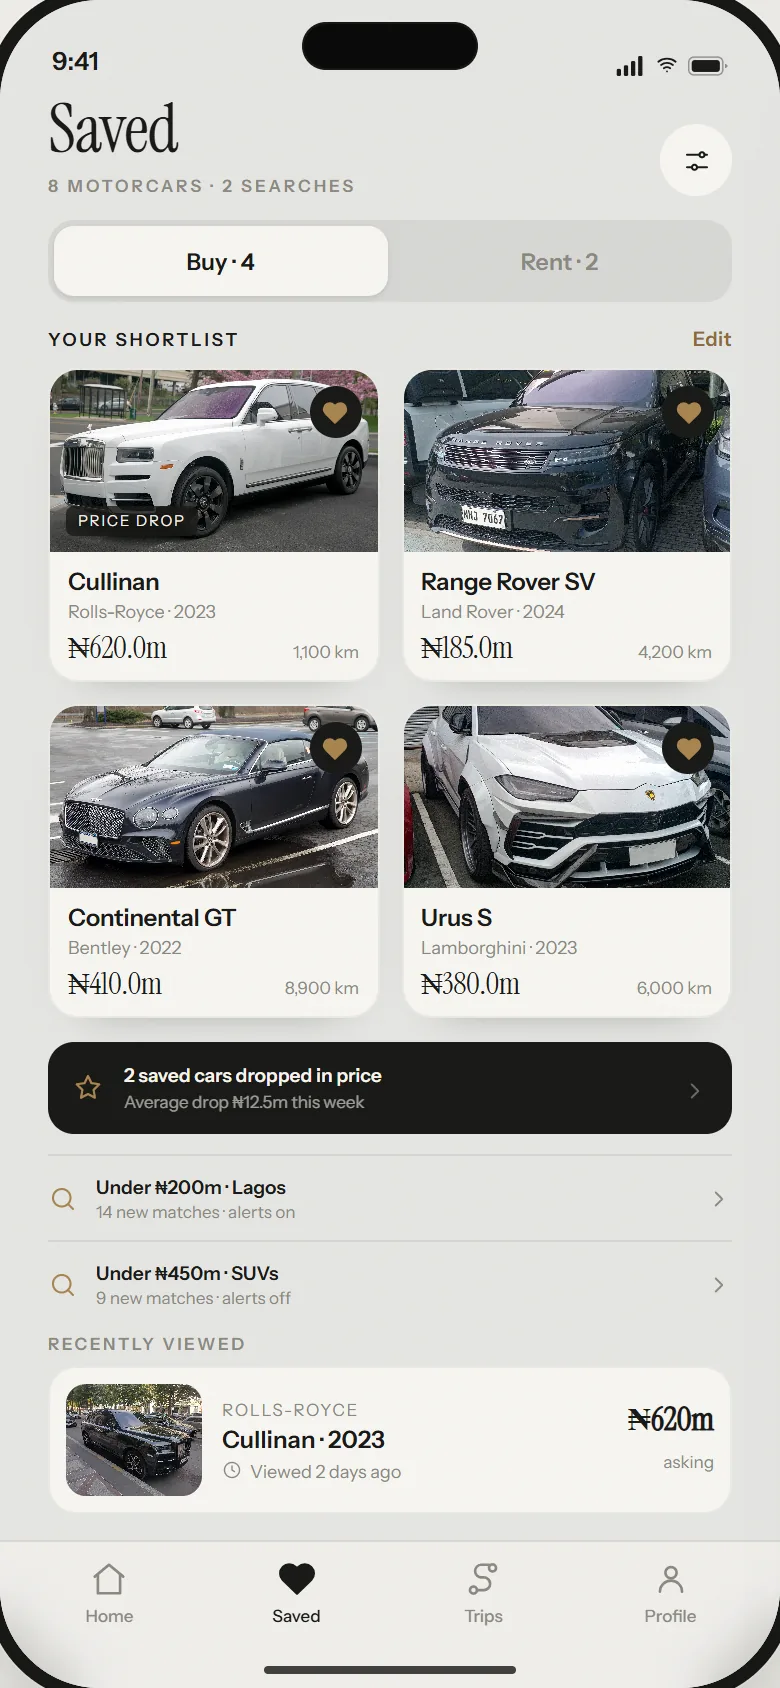 9:41
Saved
8 MOTORCARS · 2 SEARCHES
Buy · 4
Rent · 2
YOUR SHORTLIST
Edit
PRICE DROP
Cullinan
Rolls-Royce · 2023
₦620.0m
1,100 km
RANGE ROVER
Range Rover SV
Land Rover · 2024
₦185.0m
4,200 km
Continental GT
Bentley · 2022
₦410.0m
8,900 km
Urus S
Lamborghini · 2023
₦380.0m
6,000 km
2 saved cars dropped in price
Average drop ₦12.5m this week
Under ₦200m · Lagos
14 new matches · alerts on
Under ₦450m · SUVs
9 new matches · alerts off
RECENTLY VIEWED
ROLLS-ROYCE
Cullinan · 2023
Viewed 2 days ago
₦620m
asking
Home
Saved
Trips
Profile